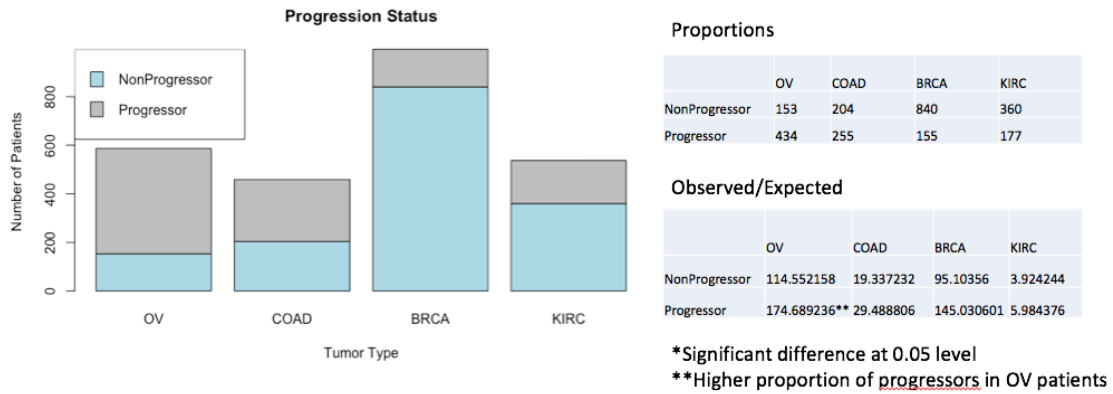 Progression Status
NonProgressor
Progressor
Number of Patients
0 200 400 600 800
OV COAD BRCA KIRC
Tumor Type
Proportions
OV COAD BRCA KIRC
NonProgressor 153 204 840 360
Progressor 434 255 155 177
Observed/Expected
OV COAD BRCA KIRC
NonProgressor 114.552158 19.337232 95.10356 3.924244
Progressor 174.689236** 29.488806 145.030601 5.984376
*Significant difference at 0.05 level
**Higher proportion of progressors in OV patients